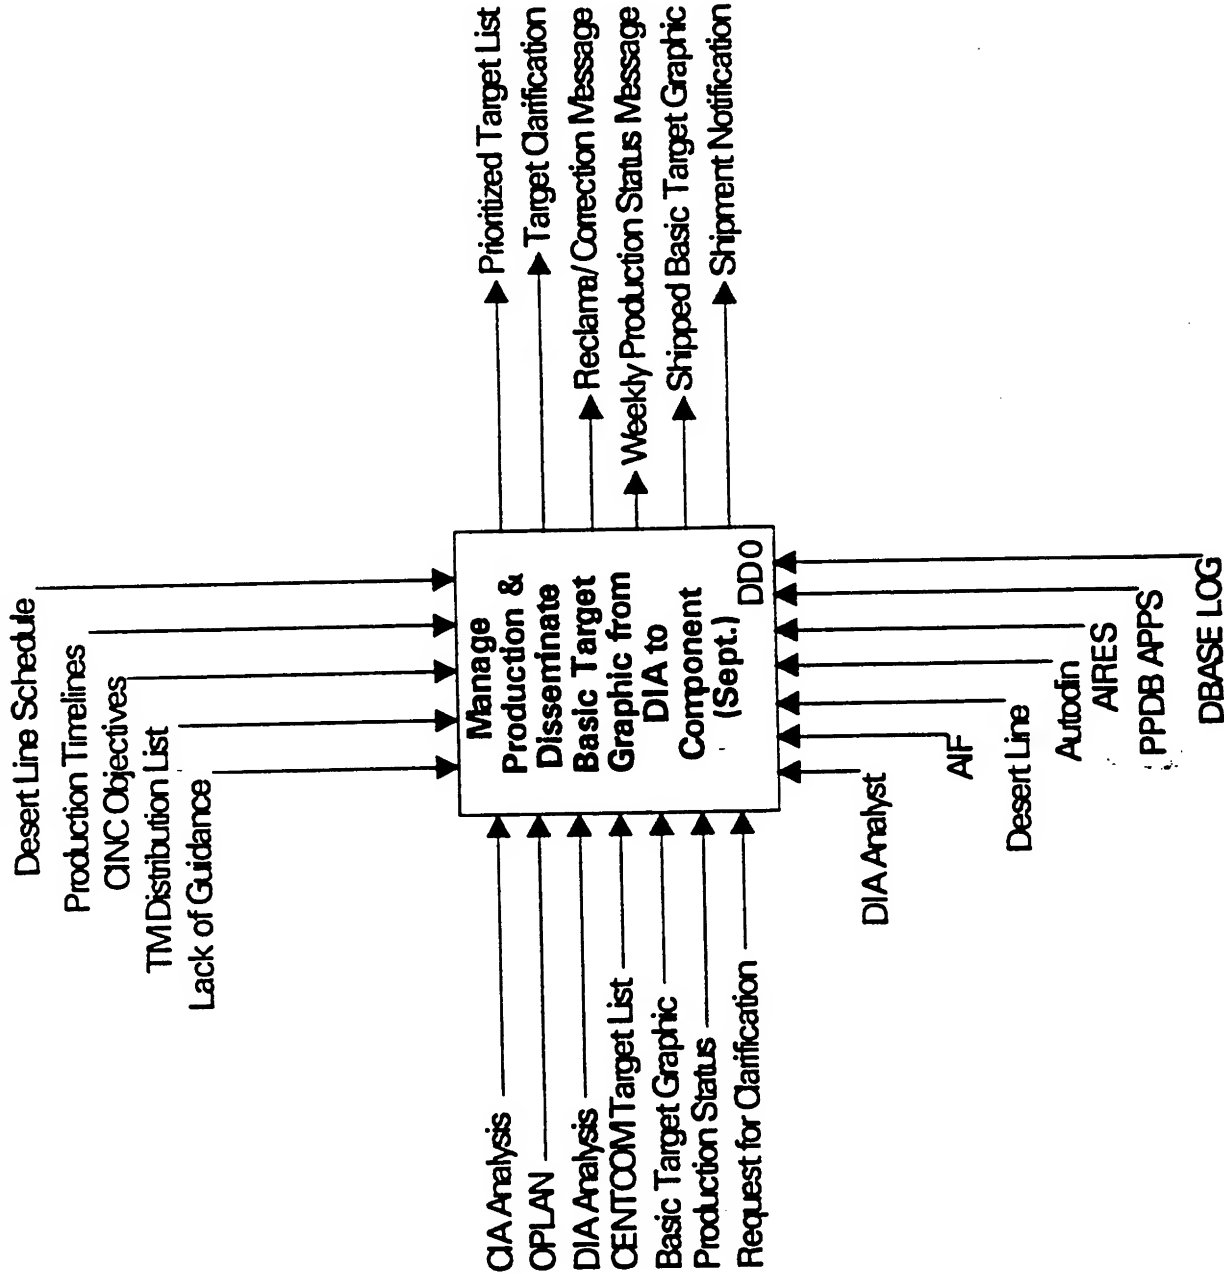 Desert Line Schedule
Production Timelines
CINC Objectives
TM Distribution List
Lack of Guidance
CIA Analysis
OPLAN
DIA Analysis
CENTCOM Target List
Basic Target Graphic
Production Status
Request for Clarification
Manage
Production &
Disseminate
Basic Target
Graphic from
DIA to
Component
(Sept.)
DDO
Prioritized Target List
Target Clarification
Reclama/Correction Message
Weekly Production Status Message
Shipped Basic Target Graphic
Shipment Notification
DIA Analyst
AIF
Desert Line
Autodin
AIRES
PPDB APPS
DBASE LOG